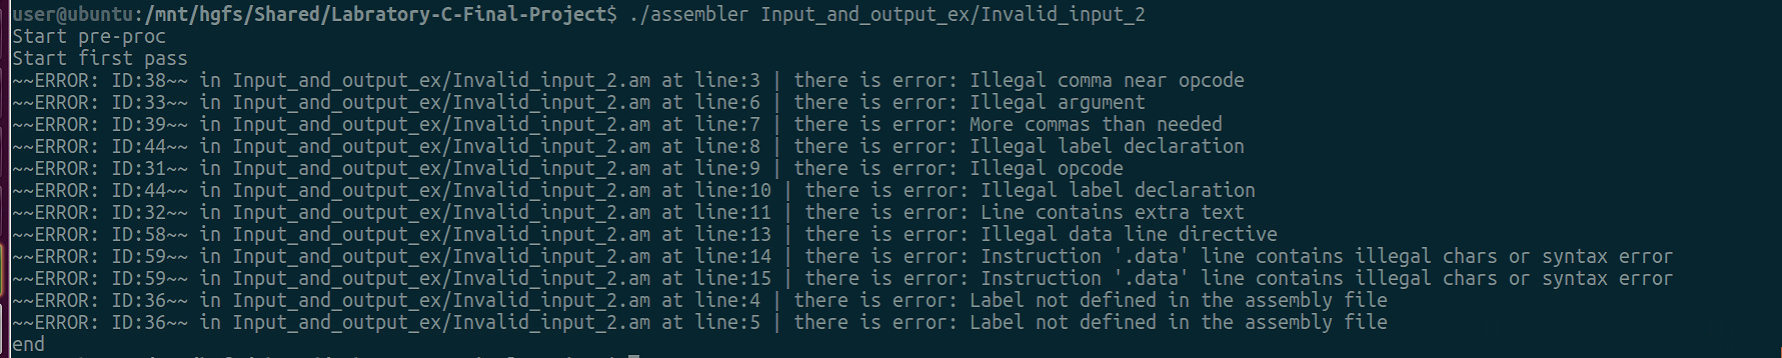 user@ubuntu:/mnt/hgfs/Shared/Labratory-C-Final-Project$ ./assembler Input_and_output_ex/Invalid_input_2
Start pre-proc
Start first pass
~~ERROR: ID:38~~ in Input_and_output_ex/Invalid_input_2.am at line:3 | there is error: Illegal comma near opcode
~~ERROR: ID:33~~ in Input_and_output_ex/Invalid_input_2.am at line:6 | there is error: Illegal argument
~~ERROR: ID:39~~ in Input_and_output_ex/Invalid_input_2.am at line:7 | there is error: More commas than needed
~~ERROR: ID:44~~ in Input_and_output_ex/Invalid_input_2.am at line:8 | there is error: Illegal label declaration
~~ERROR: ID:31~~ in Input_and_output_ex/Invalid_input_2.am at line:9 | there is error: Illegal opcode
~~ERROR: ID:44~~ in Input_and_output_ex/Invalid_input_2.am at line:10 | there is error: Illegal label declaration
~~ERROR: ID:32~~ in Input_and_output_ex/Invalid_input_2.am at line:11 | there is error: Line contains extra text
~~ERROR: ID:58~~ in Input_and_output_ex/Invalid_input_2.am at line:13 | there is error: Illegal data line directive
~~ERROR: ID:59~~ in Input_and_output_ex/Invalid_input_2.am at line:14 | there is error: Instruction '.data' line contains illegal chars or syntax error
~~ERROR: ID:59~~ in Input_and_output_ex/Invalid_input_2.am at line:15 | there is error: Instruction '.data' line contains illegal chars or syntax error
~~ERROR: ID:36~~ in Input_and_output_ex/Invalid_input_2.am at line:4 | there is error: Label not defined in the assembly file
~~ERROR: ID:36~~ in Input_and_output_ex/Invalid_input_2.am at line:5 | there is error: Label not defined in the assembly file
end